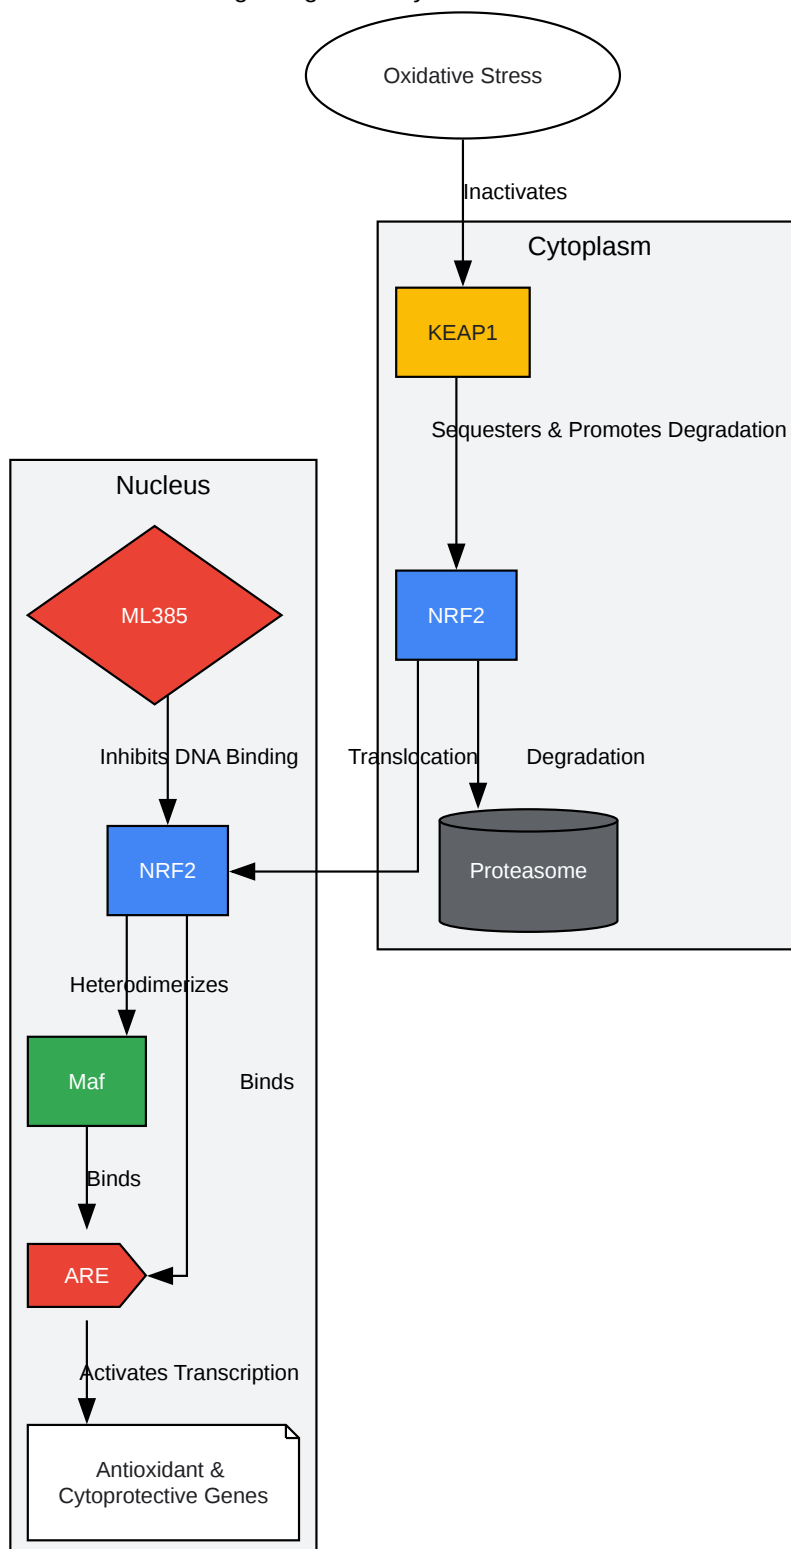 Oxidative Stress
Inactivates
Cytoplasm
KEAP1
Sequesters & Promotes Degradation
Nucleus
ML385
NRF2
Inhibits DNA Binding
Translocation
Degradation
NRF2
Proteasome
Heterodimerizes
Maf
Binds
Binds
ARE
Activates Transcription
Antioxidant &
Cytoprotective Genes